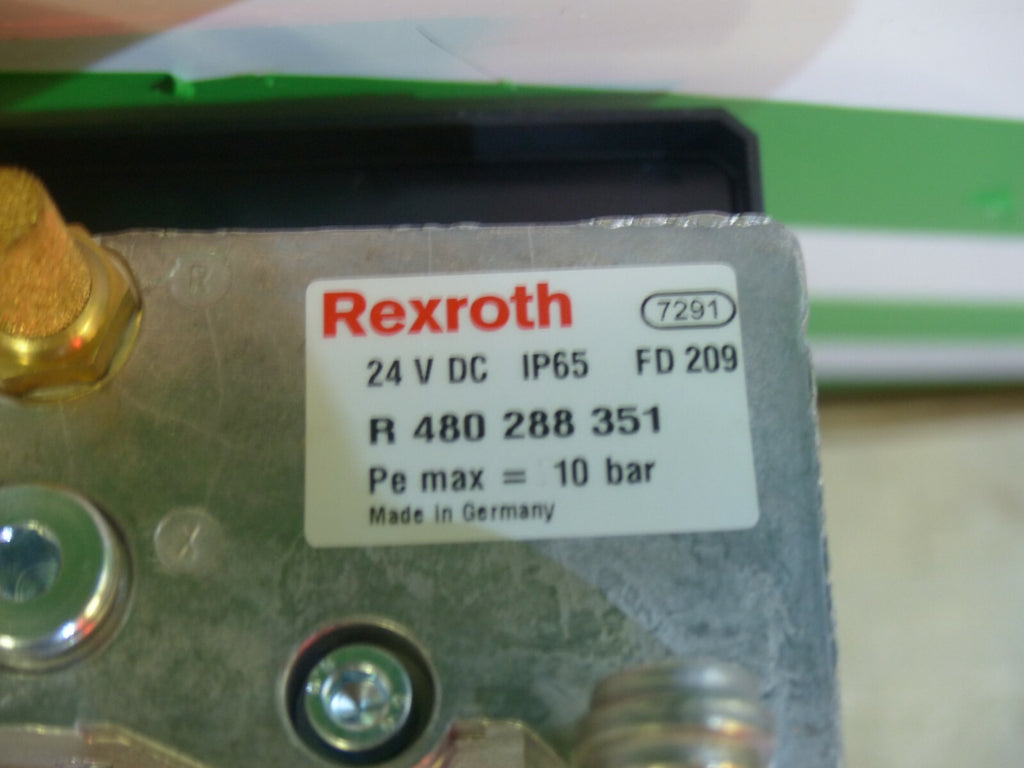 Rexroth 7291
24 V DC IP65 FD 209
R 480 288 351
Pe max = 10 bar
Made in Germany
R
X